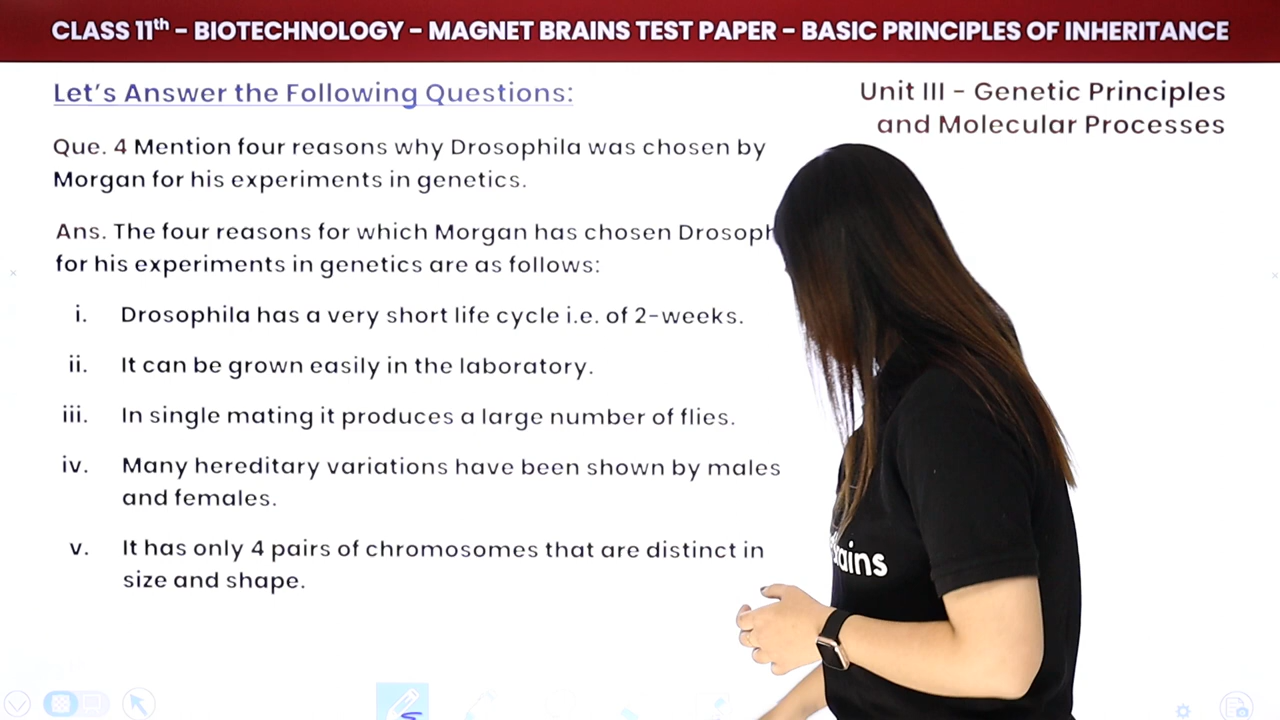 CLASS 11th - BIOTECHNOLOGY - MAGNET BRAINS TEST PAPER - BASIC PRINCIPLES OF INHERITANCE
Let's Answer the Following Questions:
Unit III - Genetic Principles
and Molecular Processes
Que. 4 Mention four reasons why Drosophila was chosen by
Morgan for his experiments in genetics.
Ans. The four reasons for which Morgan has chosen Drosoph
for his experiments in genetics are as follows:
i. Drosophila has a very short life cycle i.e. of 2-weeks.
ii. It can be grown easily in the laboratory.
iii. In single mating it produces a large number of flies.
iv. Many hereditary variations have been shown by males
and females.
v. It has only 4 pairs of chromosomes that are distinct in
size and shape.